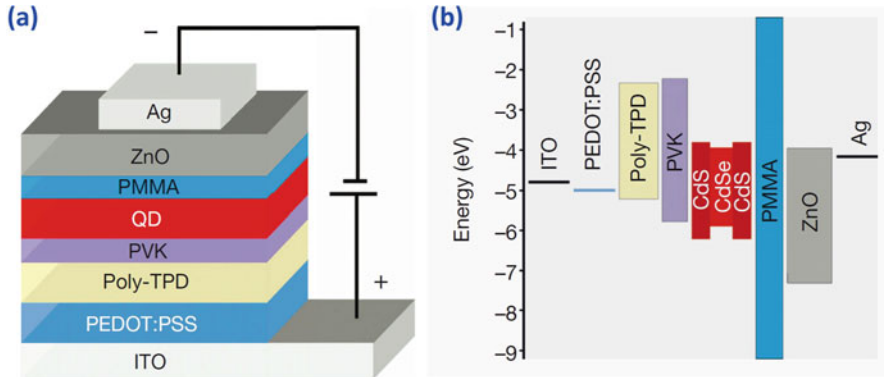 (a)
−
Ag
ZnO
PMMA
QD
PVK
Poly-TPD
PEDOT:PSS
ITO
+
(b)
Energy (eV)
−1
−2
−3
−4
−5
−6
−7
−8
−9
ITO
PEDOT:PSS
Poly-TPD
PVK
CdS
CdSe
CdS
PMMA
ZnO
Ag